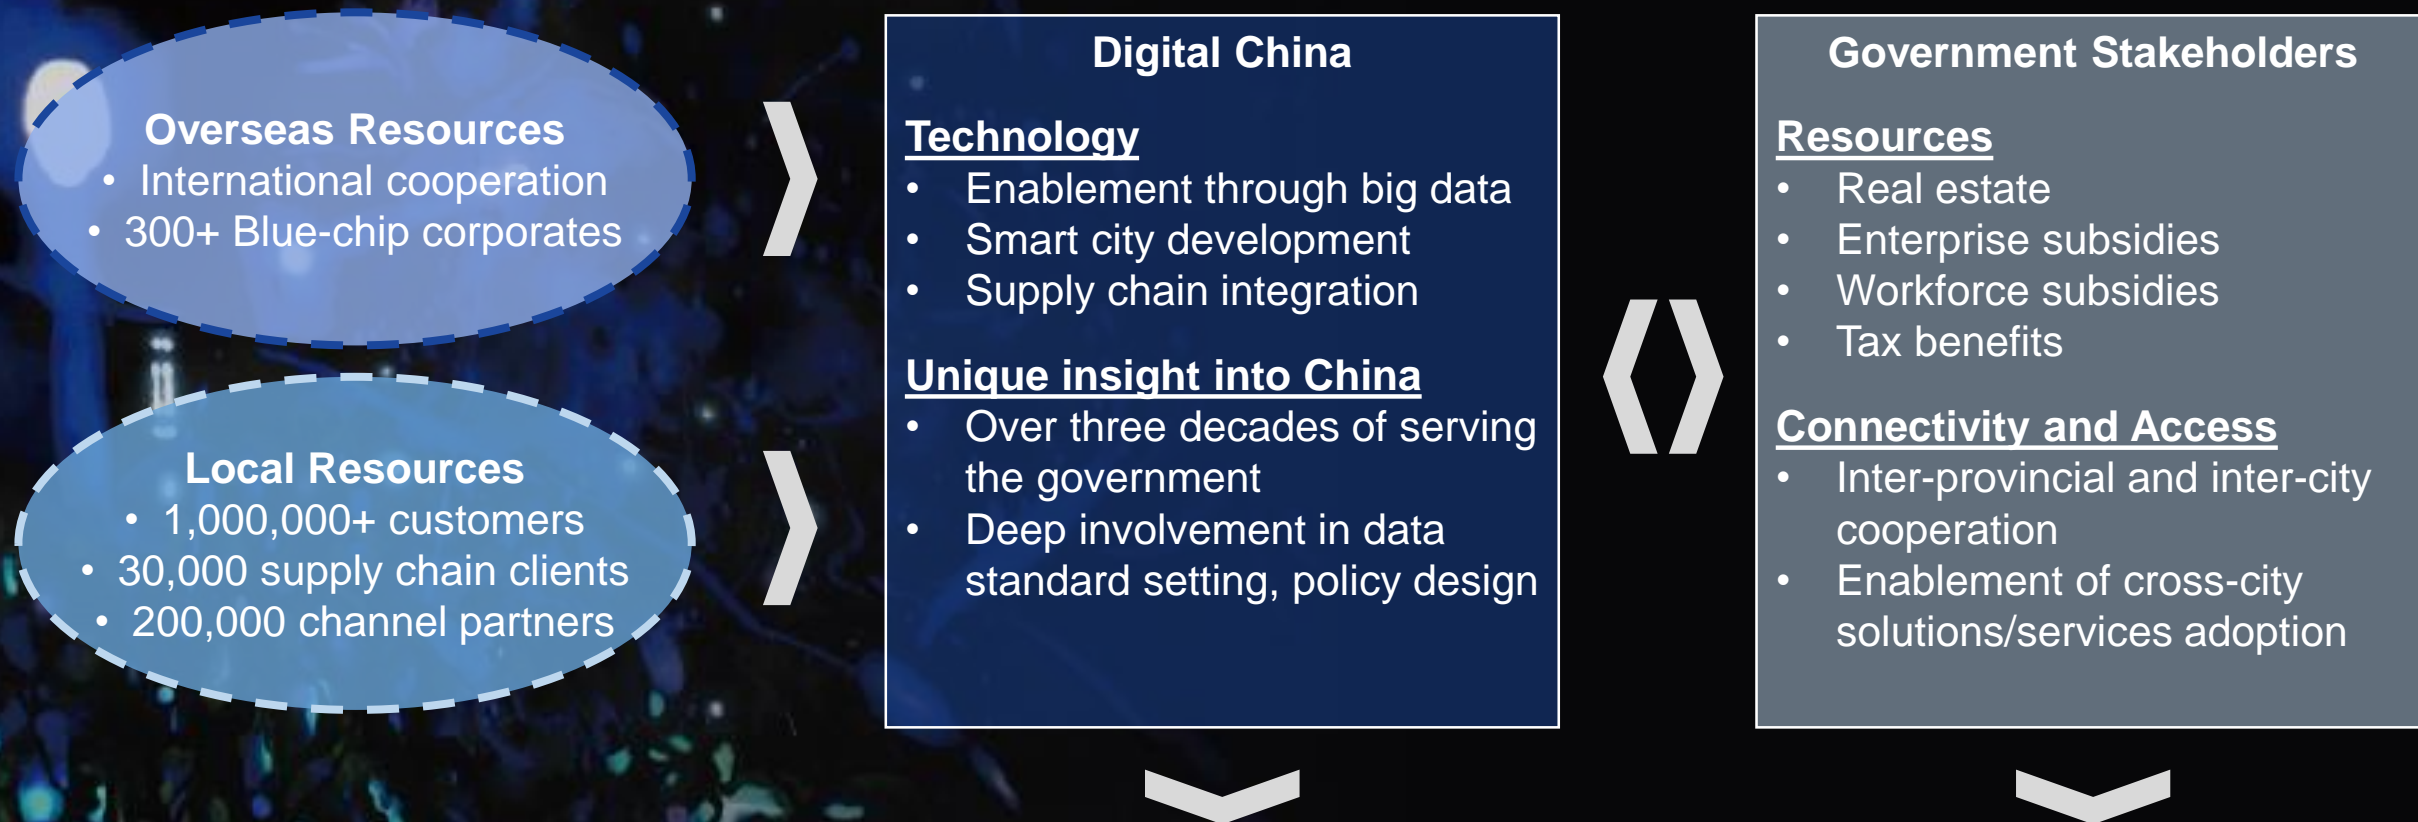 Overseas Resources
• International cooperation
• 300+ Blue-chip corporates
Local Resources
• 1,000,000+ customers
• 30,000 supply chain clients
• 200,000 channel partners
Digital China
Technology
• Enablement through big data
• Smart city development
• Supply chain integration
Unique insight into China
• Over three decades of serving
the government
• Deep involvement in data
standard setting, policy design
Government Stakeholders
Resources
• Real estate
• Enterprise subsidies
• Workforce subsidies
• Tax benefits
Connectivity and Access
• Inter-provincial and inter-city
cooperation
• Enablement of cross-city
solutions/services adoption